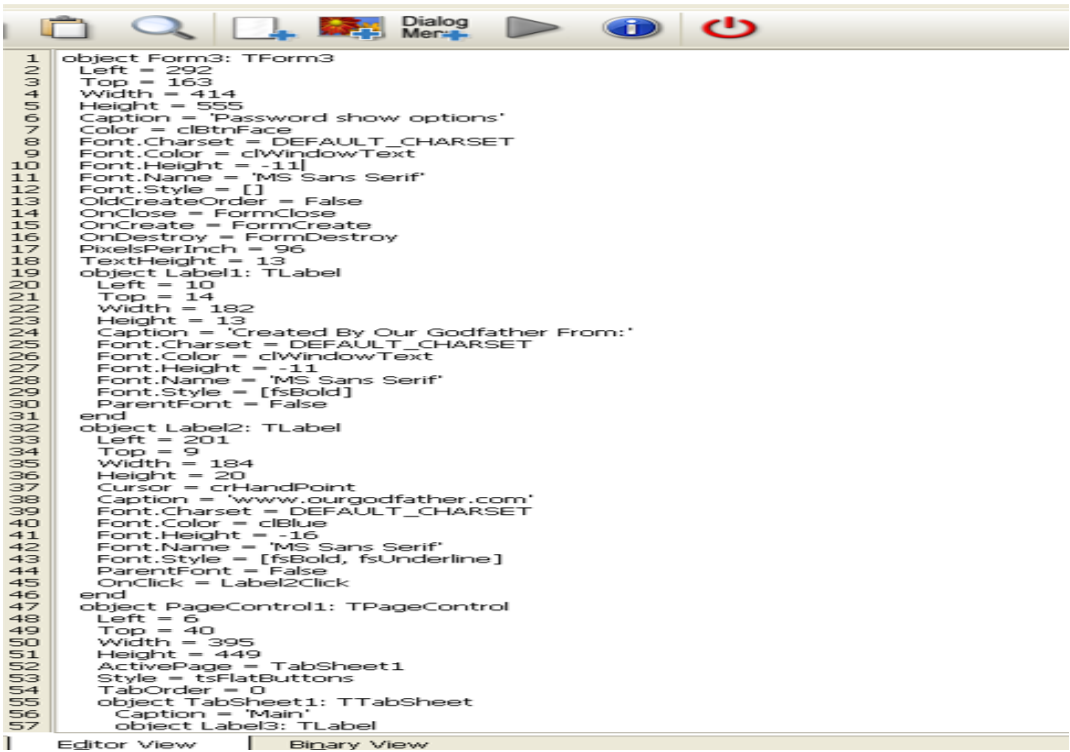 Dialog
Menu
1 object Form3: TForm3
2 Left = 292
3 Top = 163
4 Width = 414
5 Height = 555
6 Caption = 'Password show options'
7 Color = clBtnFace
8 Font.Charset = DEFAULT_CHARSET
9 Font.Color = clWindowText
10 Font.Height = -11
11 Font.Name = 'MS Sans Serif'
12 Font.Style = []
13 OldCreateOrder = False
14 OnClose = FormClose
15 OnCreate = FormCreate
16 OnDestroy = FormDestroy
17 PixelsPerInch = 96
18 TextHeight = 13
19 object Label1: TLabel
20 Left = 10
21 Top = 14
22 Width = 182
23 Height = 13
24 Caption = 'Created By Our Godfather From:'
25 Font.Charset = DEFAULT_CHARSET
26 Font.Color = clWindowText
27 Font.Height = -11
28 Font.Name = 'MS Sans Serif'
29 Font.Style = [fsBold]
30 ParentFont = False
31 end
32 object Label2: TLabel
33 Left = 201
34 Top = 9
35 Width = 184
36 Height = 20
37 Cursor = crHandPoint
38 Caption = 'www.ourgodfather.com'
39 Font.Charset = DEFAULT_CHARSET
40 Font.Color = clBlue
41 Font.Height = -16
42 Font.Name = 'MS Sans Serif'
43 Font.Style = [fsBold, fsUnderline]
44 ParentFont = False
45 OnClick = Label2Click
46 end
47 object PageControl1: TPageControl
48 Left = 6
49 Top = 40
50 Width = 395
51 Height = 449
52 ActivePage = TabSheet1
53 Style = tsFlatButtons
54 TabOrder = 0
55 object TabSheet1: TTabSheet
56 Caption = 'Main'
57 object Label3: TLabel
Editor View Binary View